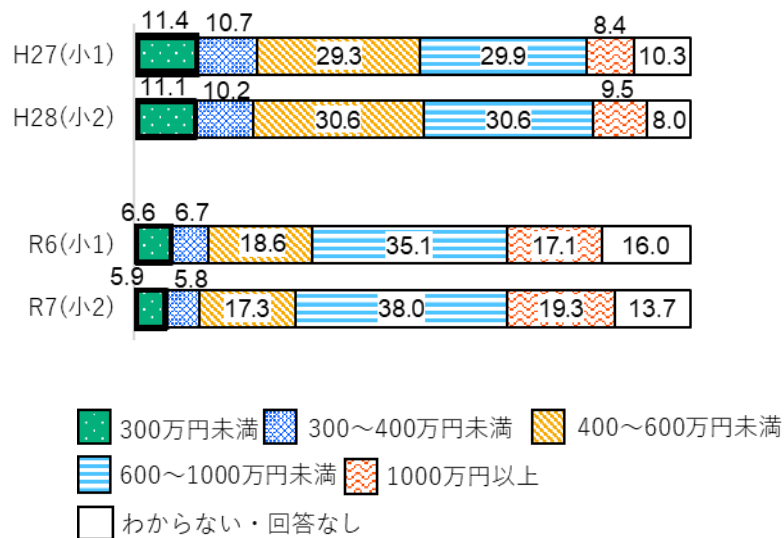 11.4 10.7 8.4
H27(小1) 29.3 29.9 10.3
11.1 10.2 9.5
H28(小2) 30.6 30.6 8.0
6.6 6.7
R6(小1) 18.6 35.1 17.1 16.0
5.9 5.8
R7(小2) 17.3 38.0 19.3 13.7
300万円未満 300～400万円未満 400～600万円未満
600～1000万円未満 1000万円以上
わからない・回答なし